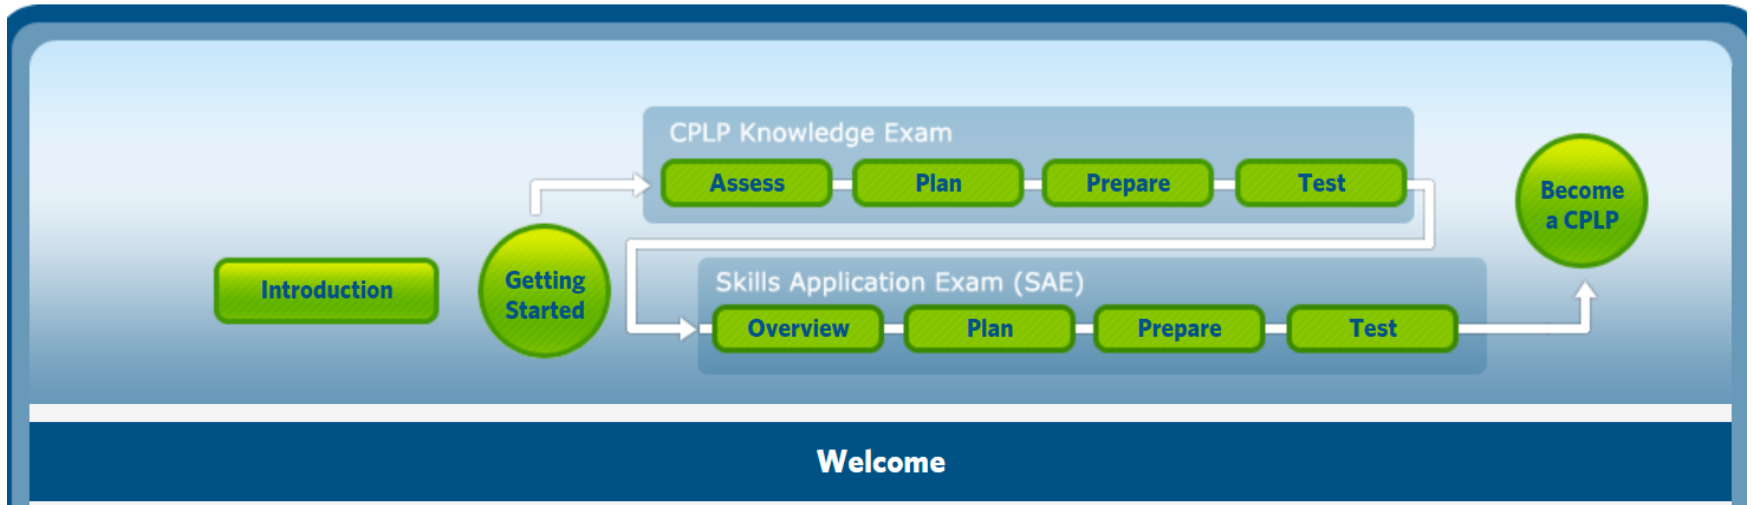 CPLP Knowledge Exam
Assess Plan Prepare Test
Become
a CPLP
Introduction
Getting
Started
Skills Application Exam (SAE)
Overview Plan Prepare Test
Welcome